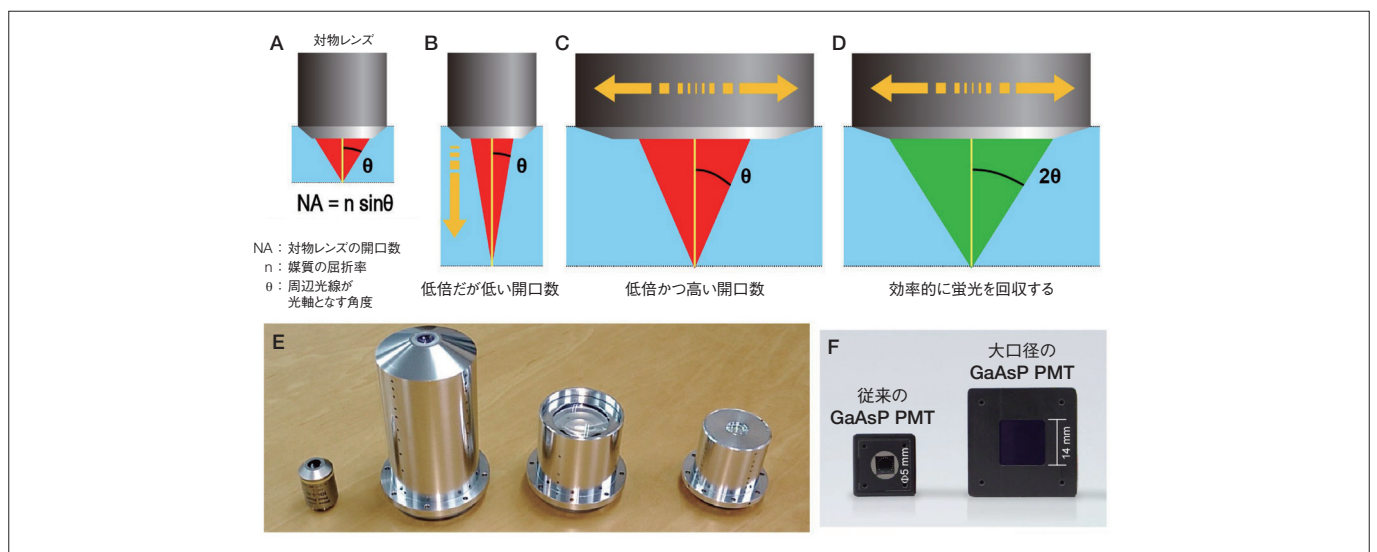 A
対物レンズ
θ
NA = n sinθ
NA：対物レンズの開口数
n：媒質の屈折率
θ：周辺光線が
光軸となす角度
B
θ
低倍だが低い開口数
C
θ
低倍かつ高い開口数
D
2θ
効率的に蛍光を回収する
E
F
従来の
GaAsP PMT
Φ5 mm
大口径の
GaAsP PMT
14 mm